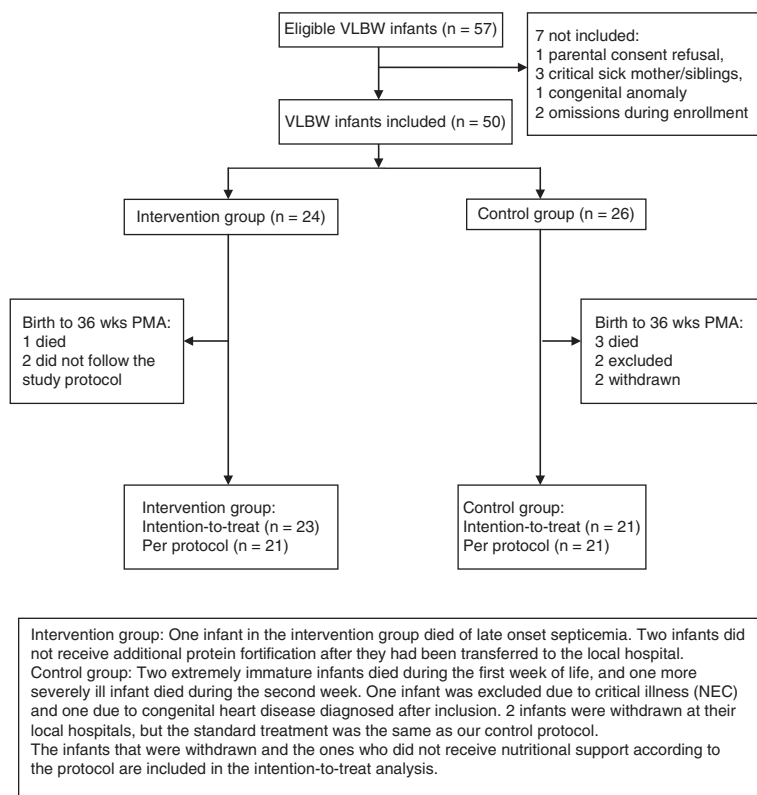 Eligible VLBW infants (n = 57)
7 not included:
1 parental consent refusal,
3 critical sick mother/siblings,
1 congenital anomaly
2 omissions during enrollment
VLBW infants included (n = 50)
Intervention group (n = 24)
Control group (n = 26)
Birth to 36 wks PMA:
1 died
2 did not follow the
study protocol
Birth to 36 wks PMA:
3 died
2 excluded
2 withdrawn
Intervention group:
Intention-to-treat (n = 23)
Per protocol (n = 21)
Control group:
Intention-to-treat (n = 21)
Per protocol (n = 21)
Intervention group: One infant in the intervention group died of late onset septicemia. Two infants did
not receive additional protein fortification after they had been transferred to the local hospital.
Control group: Two extremely immature infants died during the first week of life, and one more
severely ill infant died during the second week. One infant was excluded due to critical illness (NEC)
and one due to congenital heart disease diagnosed after inclusion. 2 infants were withdrawn at their
local hospitals, but the standard treatment was the same as our control protocol.
The infants that were withdrawn and the ones who did not receive nutritional support according to
the protocol are included in the intention-to-treat analysis.